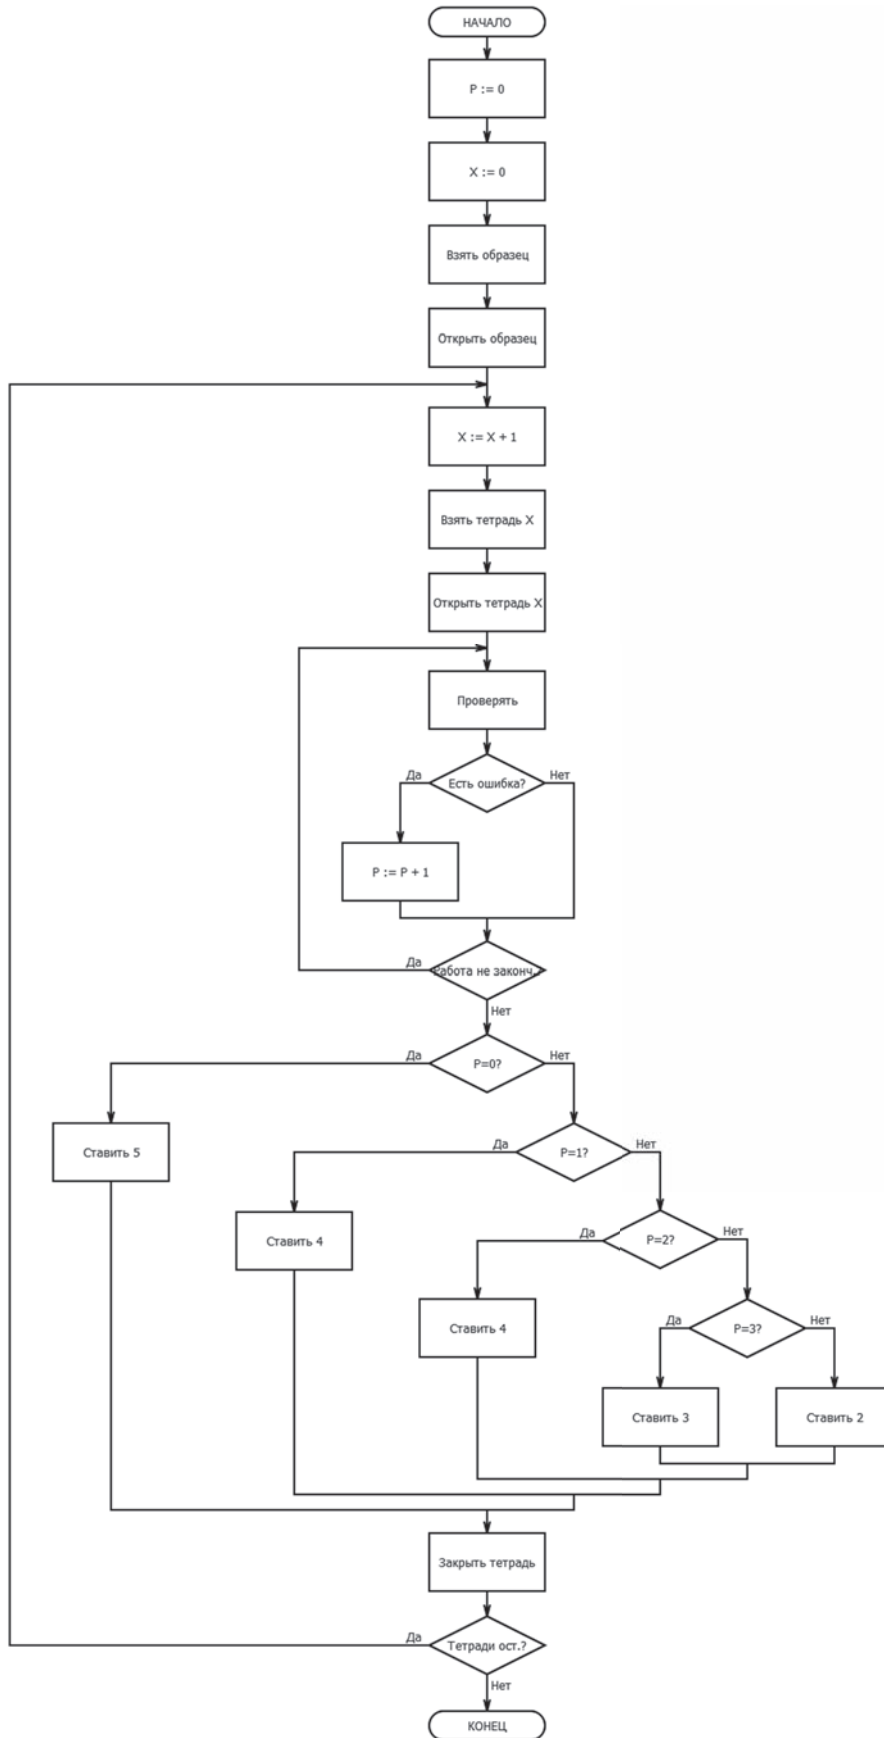 НАЧАЛО
P := 0
X := 0
Взять образец
Открыть образец
X := X + 1
Взять тетрадь X
Открыть тетрадь X
Проверять
Да
Есть ошибка?
Нет
P := P + 1
Да
Работа не законч.?
Нет
Да
P=0?
Нет
Ставить 5
Да
P=1?
Нет
Ставить 4
Да
P=2?
Нет
Ставить 4
Да
P=3?
Нет
Ставить 3
Ставить 2
Закрыть тетрадь
Да
Тетради ост.?
Нет
КОНЕЦ